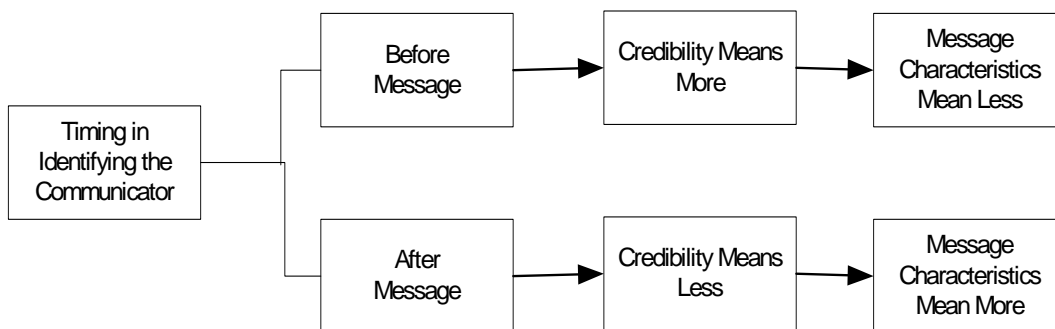 Timing in
Identifying the
Communicator
Before
Message
Credibility Means
More
Message
Characteristics
Mean Less
After
Message
Credibility Means
Less
Message
Characteristics
Mean More